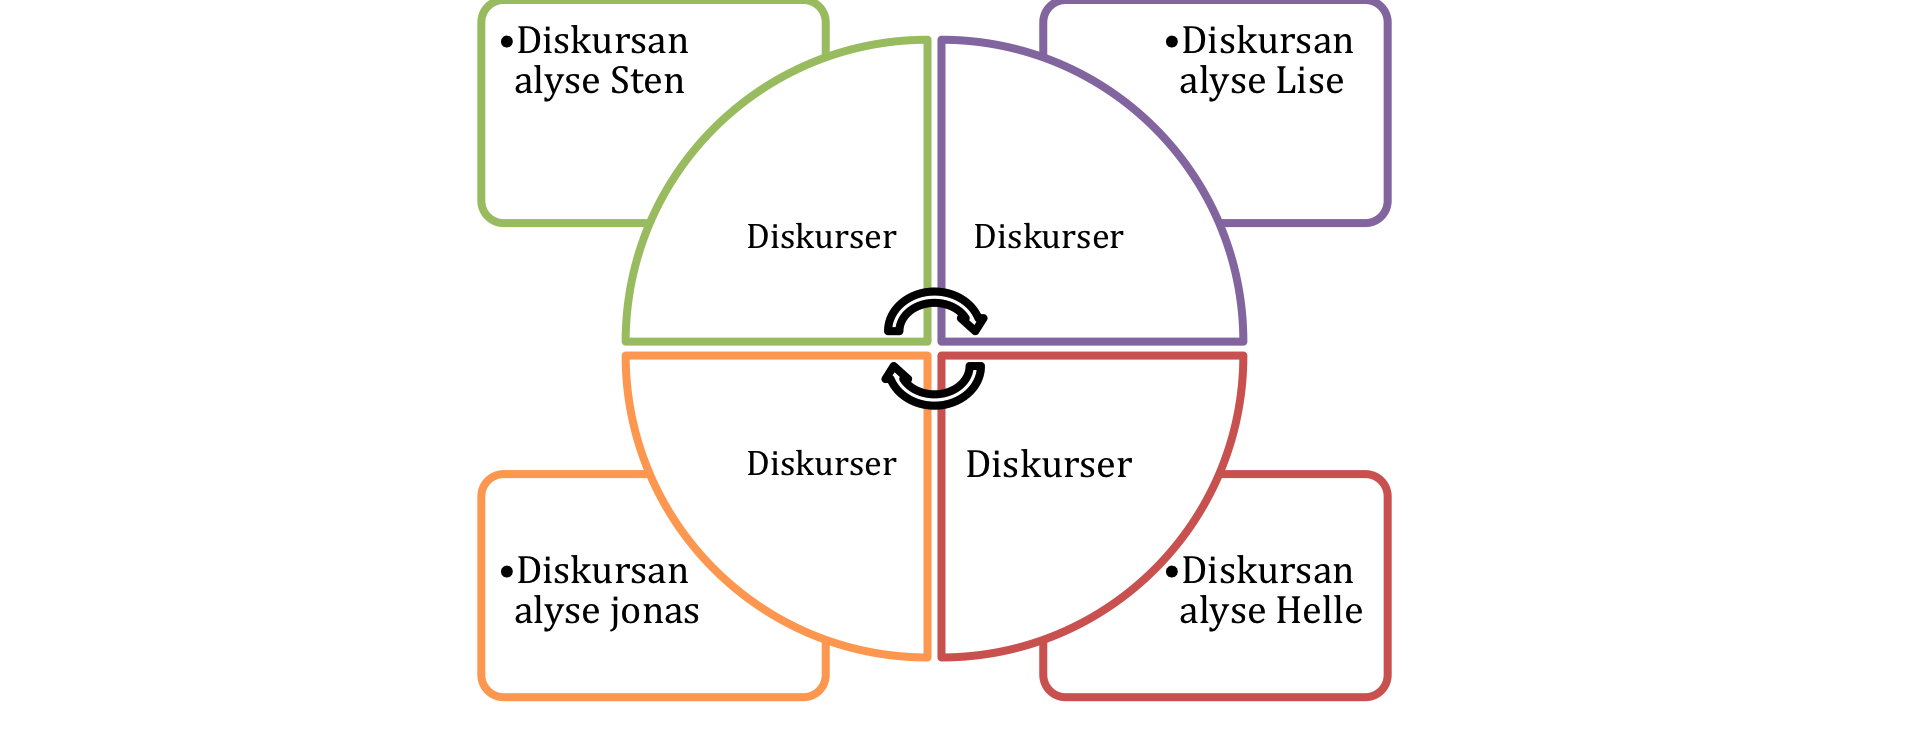 •Diskursan
alyse Sten
•Diskursan
alyse Lise
Diskurser
Diskurser
Diskurser
Diskurser
•Diskursan
alyse jonas
•Diskursan
alyse Helle